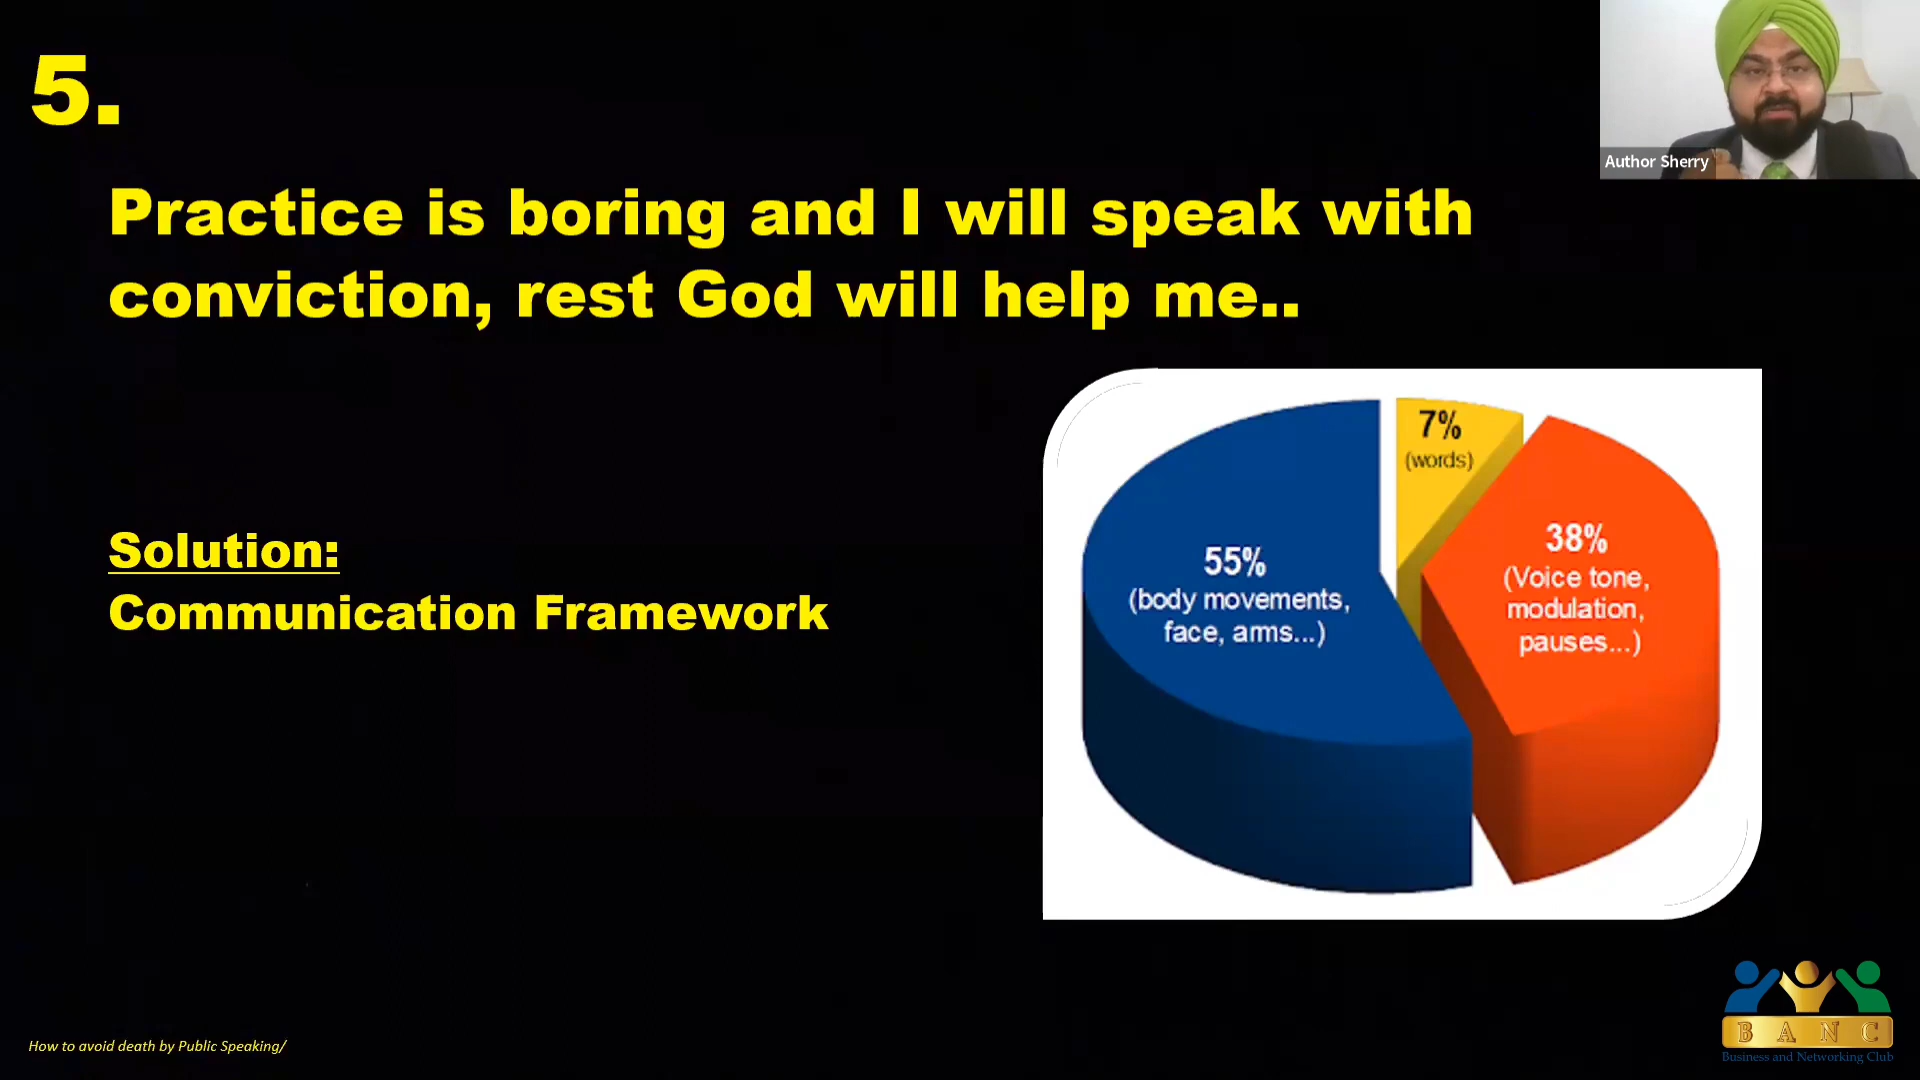 5.
Author Sherry
Practice is boring and I will speak with
conviction, rest God will help me..
7%
(words)
38%
(Voice tone,
modulation,
pauses...)
55%
(body movements,
face, arms...)
Solution:
Communication Framework
BANC
Business and Networking Club
How to avoid death by Public Speaking/